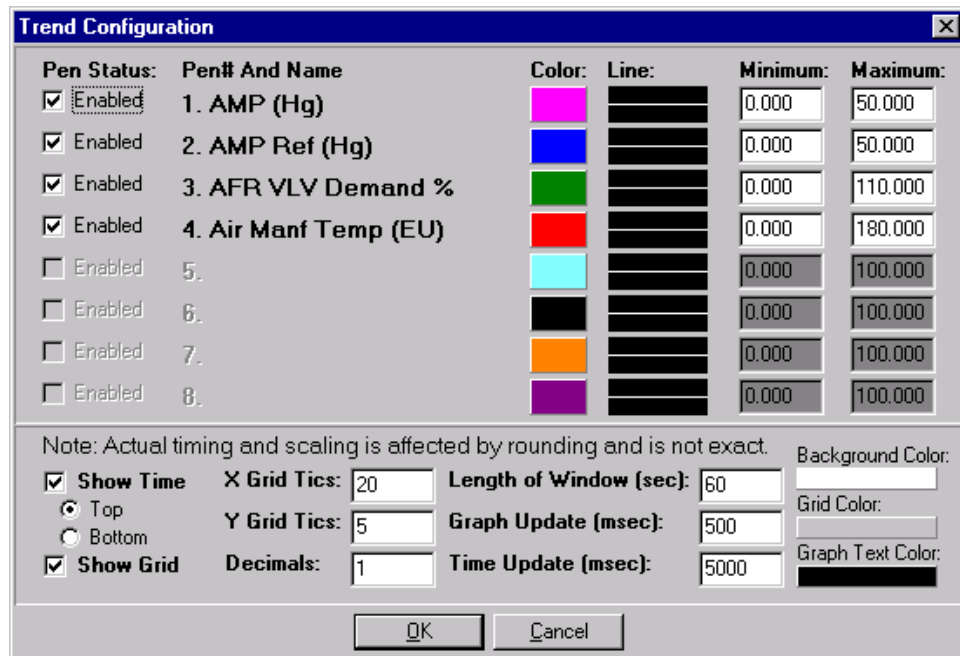 Trend Configuration
Pen Status: Pen# And Name Color: Line: Minimum: Maximum:
Enabled 1. AMP (Hg) 0.000 50.000
Enabled 2. AMP Ref (Hg) 0.000 50.000
Enabled 3. AFR VLV Demand % 0.000 110.000
Enabled 4. Air Manf Temp (EU) 0.000 180.000
Enabled 5. 0.000 100.000
Enabled 6. 0.000 100.000
Enabled 7. 0.000 100.000
Enabled 8. 0.000 100.000
Note: Actual timing and scaling is affected by rounding and is not exact.
Background Color:
Show Time X Grid Tics: 20 Length of Window (sec): 60
Top
Grid Color:
Y Grid Tics: 5 Graph Update (msec): 500
Bottom
Graph Text Color:
Show Grid Decimals: 1 Time Update (msec): 5000
OK Cancel